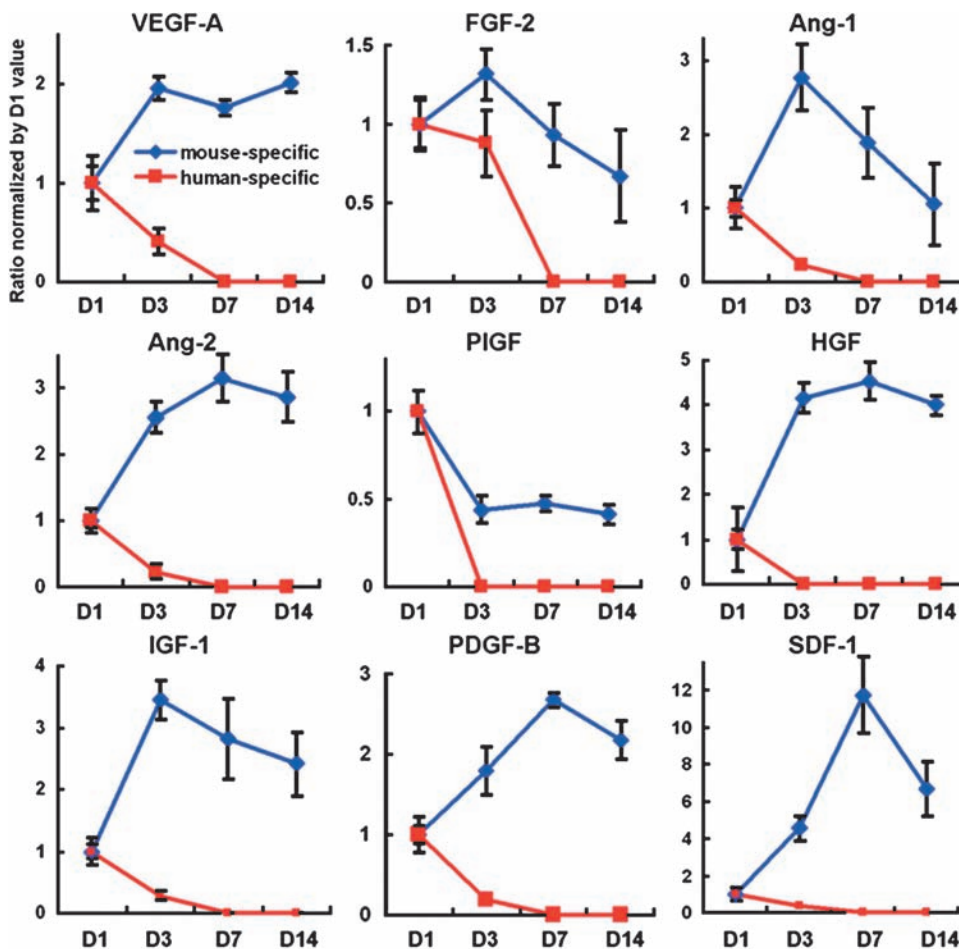 VEGF-A
FGF-2
Ang-1
Ratio normalized by D1 value
2
1
0
mouse-specific
human-specific
D1 D3 D7 D14
1.5
1
0.5
0
D1 D3 D7 D14
3
2
1
0
D1 D3 D7 D14
Ang-2
PIGF
HGF
3
2
1
0
D1 D3 D7 D14
1
0.5
0
D1 D3 D7 D14
5
4
3
2
1
0
D1 D3 D7 D14
IGF-1
PDGF-B
SDF-1
4
3
2
1
0
D1 D3 D7 D14
3
2
1
0
D1 D3 D7 D14
12
10
8
6
4
2
0
D1 D3 D7 D14